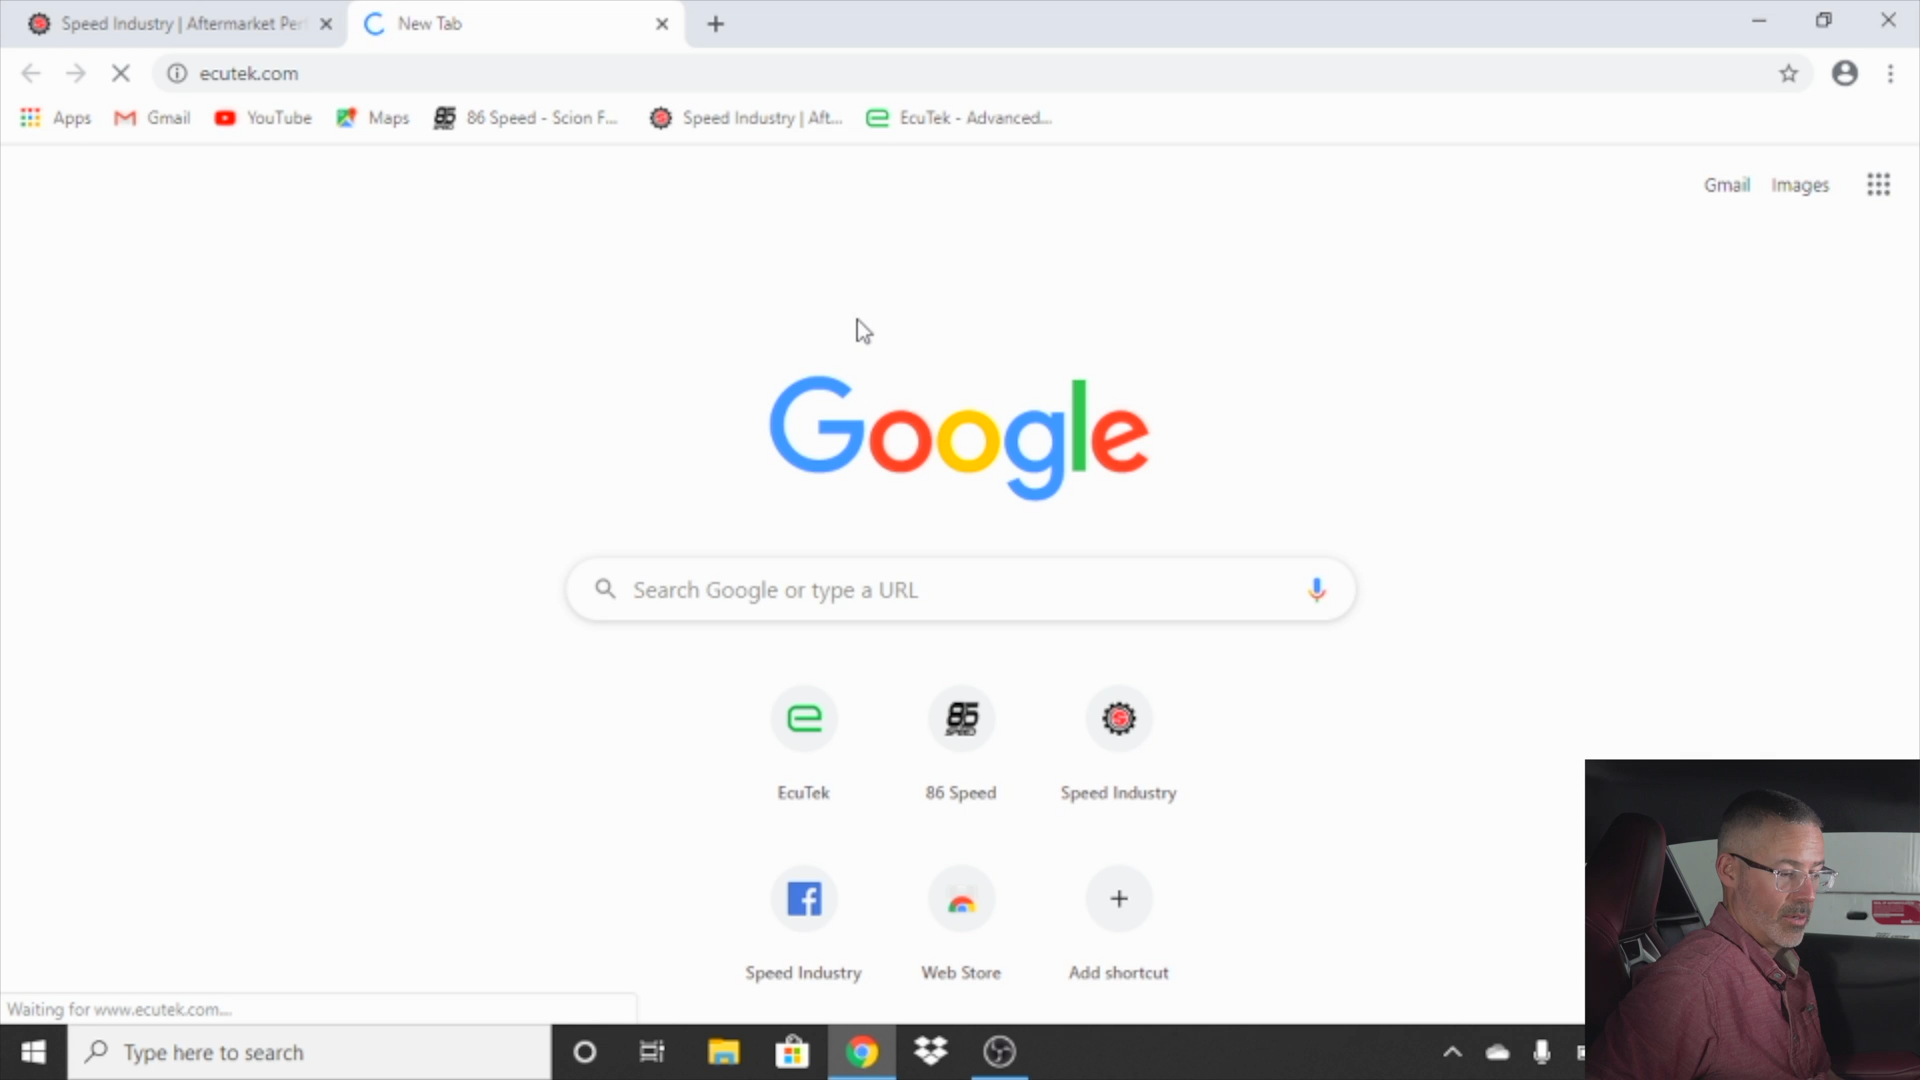 Speed Industry | Aftermarket Per
New Tab
ecutek.com
Apps
Gmail
YouTube
Maps
86 Speed - Scion F...
Speed Industry | Aft...
EcuTek - Advanced...
Gmail
Images
Google
Search Google or type a URL
EcuTek
86 Speed
Speed Industry
Speed Industry
Web Store
Add shortcut
Waiting for www.ecutek.com...
Type here to search